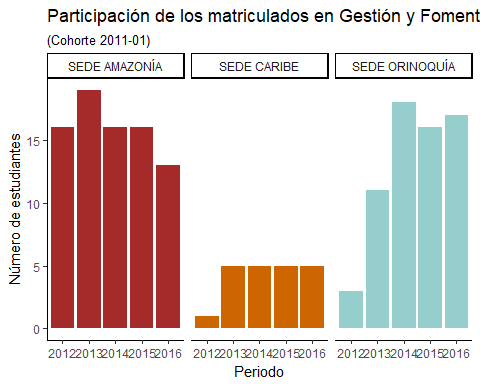 Participación de los matriculados en Gestión y Foment
(Cohorte 2011-01)
SEDE AMAZONÍA SEDE CARIBE SEDE ORINOQUÍA
Número de estudiantes
15
10
5
0
2012 2013 2014 2015 2016 2012 2013 2014 2015 2016 2012 2013 2014 2015 2016
Periodo